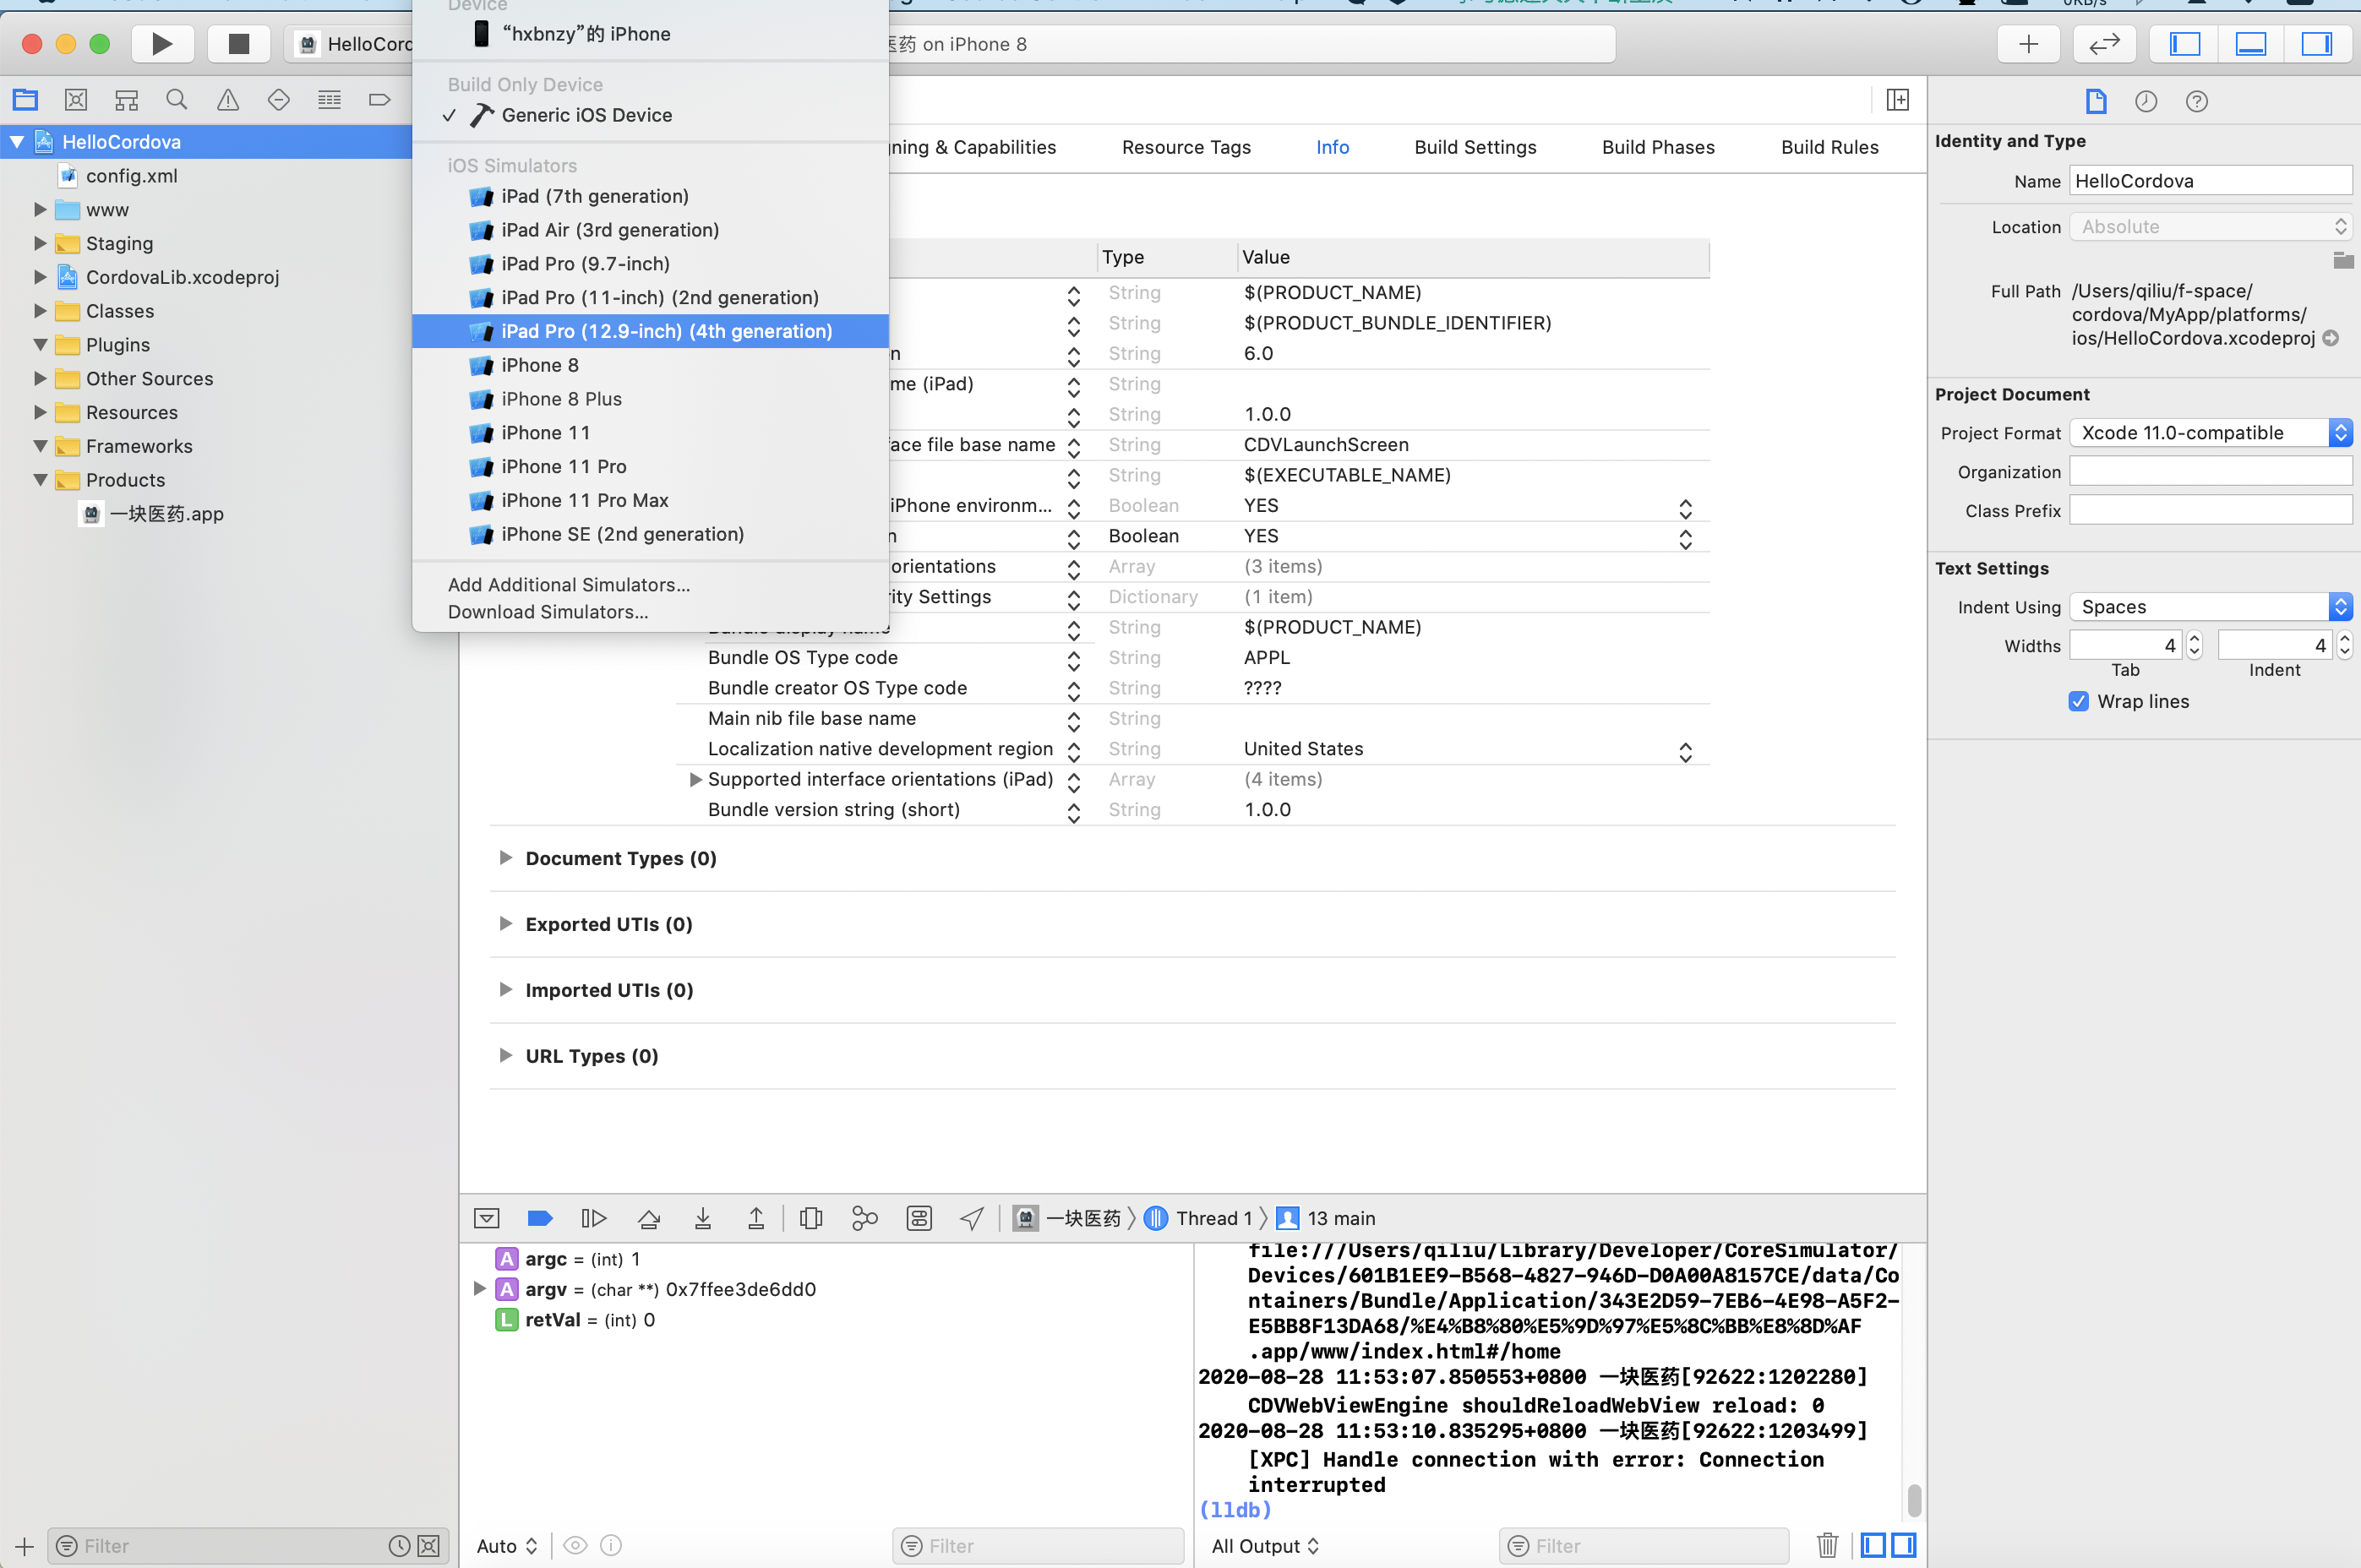 Device
“hxbnzy”的 iPhone
Build Only Device
Generic iOS Device
iOS Simulators
iPad (7th generation)
iPad Air (3rd generation)
iPad Pro (9.7-inch)
iPad Pro (11-inch) (2nd generation)
iPad Pro (12.9-inch) (4th generation)
iPhone 8
iPhone 8 Plus
iPhone 11
iPhone 11 Pro
iPhone 11 Pro Max
iPhone SE (2nd generation)
Add Additional Simulators...
Download Simulators...
0KB/s
医药 on iPhone 8
HelloCordova
config.xml
www
Staging
CordovaLib.xcodeproj
Classes
Plugins
Other Sources
Resources
Frameworks
Products
一块医药.app
Filter
& Capabilities
Resource Tags
Info
Build Settings
Build Phases
Build Rules
Type Value
String $(PRODUCT_NAME)
String $(PRODUCT_BUNDLE_IDENTIFIER)
String 6.0
(iPad) String
String 1.0.0
file base name String CDVLaunchScreen
String $(EXECUTABLE_NAME)
iPhone environm... Boolean YES
Boolean YES
orientations Array (3 items)
Settings Dictionary (1 item)
Bundle display name String $(PRODUCT_NAME)
Bundle OS Type code String APPL
Bundle creator OS Type code String ????
Main nib file base name String
Localization native development region String United States
Supported interface orientations (iPad) Array (4 items)
Bundle version string (short) String 1.0.0
Document Types (0)
Exported UTIs (0)
Imported UTIs (0)
URL Types (0)
一块医药 Thread 1 13 main
A argc = (int) 1
A argv = (char **) 0x7ffee3de6dd0
L retVal = (int) 0
Auto
Filter
file:///Users/qiliu/Library/Developer/CoreSimulator/
Devices/601B1EE9-B568-4827-946D-D0A00A8157CE/data/Co
ntainers/Bundle/Application/343E2D59-7EB6-4E98-A5F2-
E5BB8F13DA68/%E4%B8%80%E5%9D%97%E5%8C%BB%E8%8D%AF
.app/www/index.html#/home
2020-08-28 11:53:07.850553+0800 一块医药[92622:1202280]
CDVWebViewEngine shouldReloadWebView reload: 0
2020-08-28 11:53:10.835295+0800 一块医药[92622:1203499]
[XPC] Handle connection with error: Connection
interrupted
(lldb)
All Output
Filter
Identity and Type
Name HelloCordova
Location Absolute
Full Path /Users/qiliu/f-space/
cordova/MyApp/platforms/
ios/HelloCordova.xcodeproj
Project Document
Project Format Xcode 11.0-compatible
Organization
Class Prefix
Text Settings
Indent Using Spaces
Widths 4 4
Tab Indent
Wrap lines